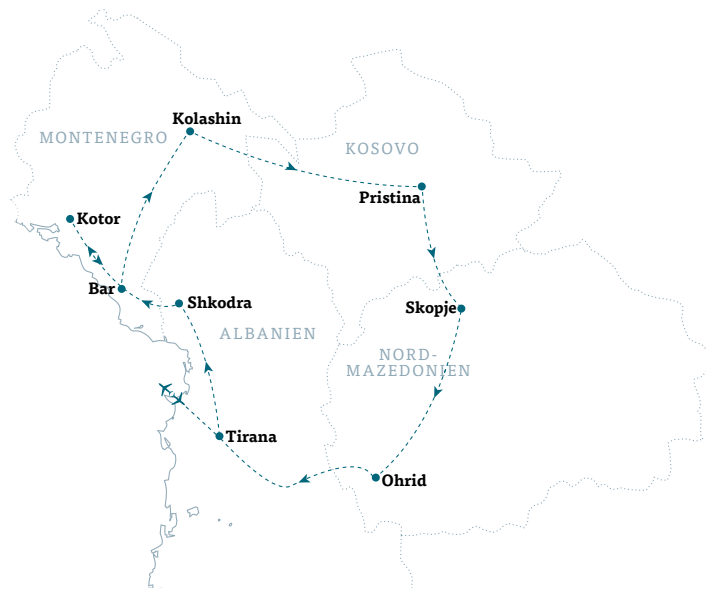 Kolashin
MONTENEGRO
KOSOVO
Pristina
Kotor
Bar
Shkodra
Skopje
ALBANIEN
NORD-
MAZEDONIEN
Tirana
Ohrid